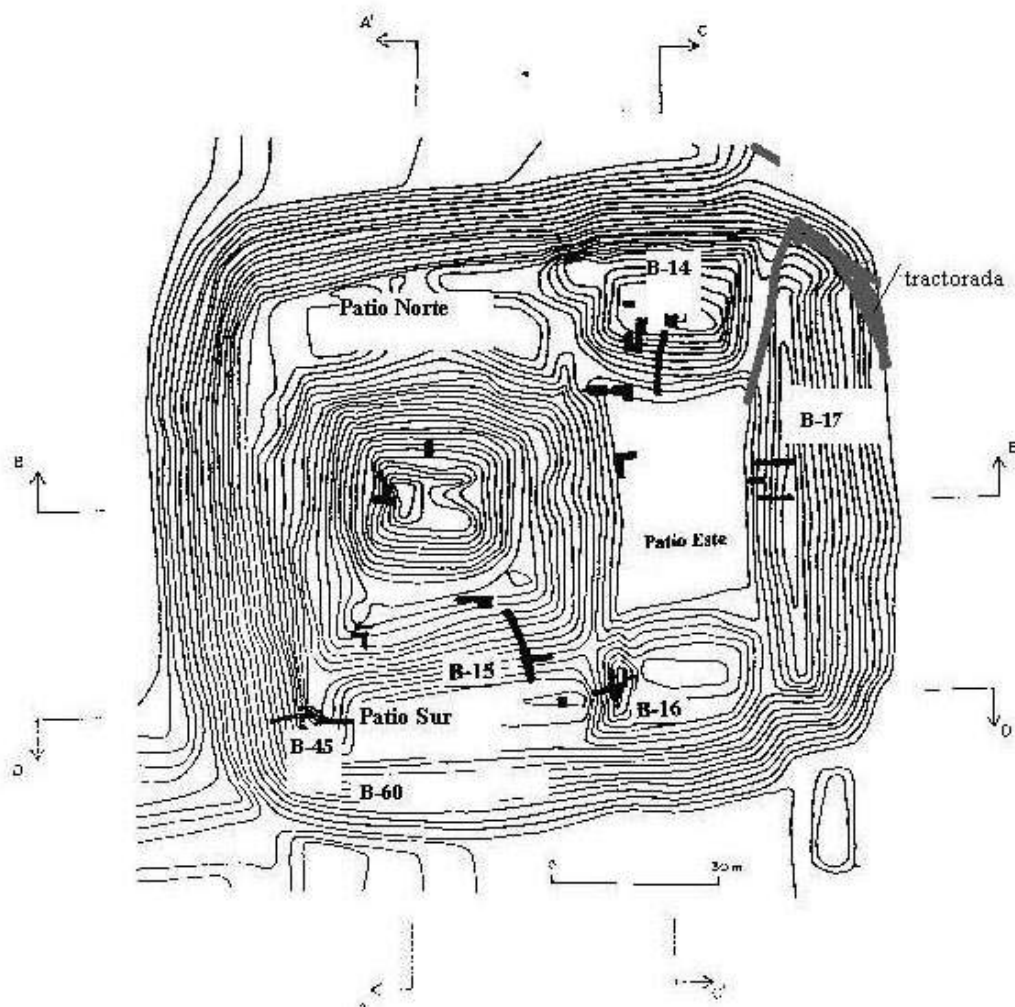 A'
C
B-14
tractorada
Patio Norte
B-17
B
B
Patio Este
B-15
Patio Sur
B-16
B-45
D
B-60
0
30 m.